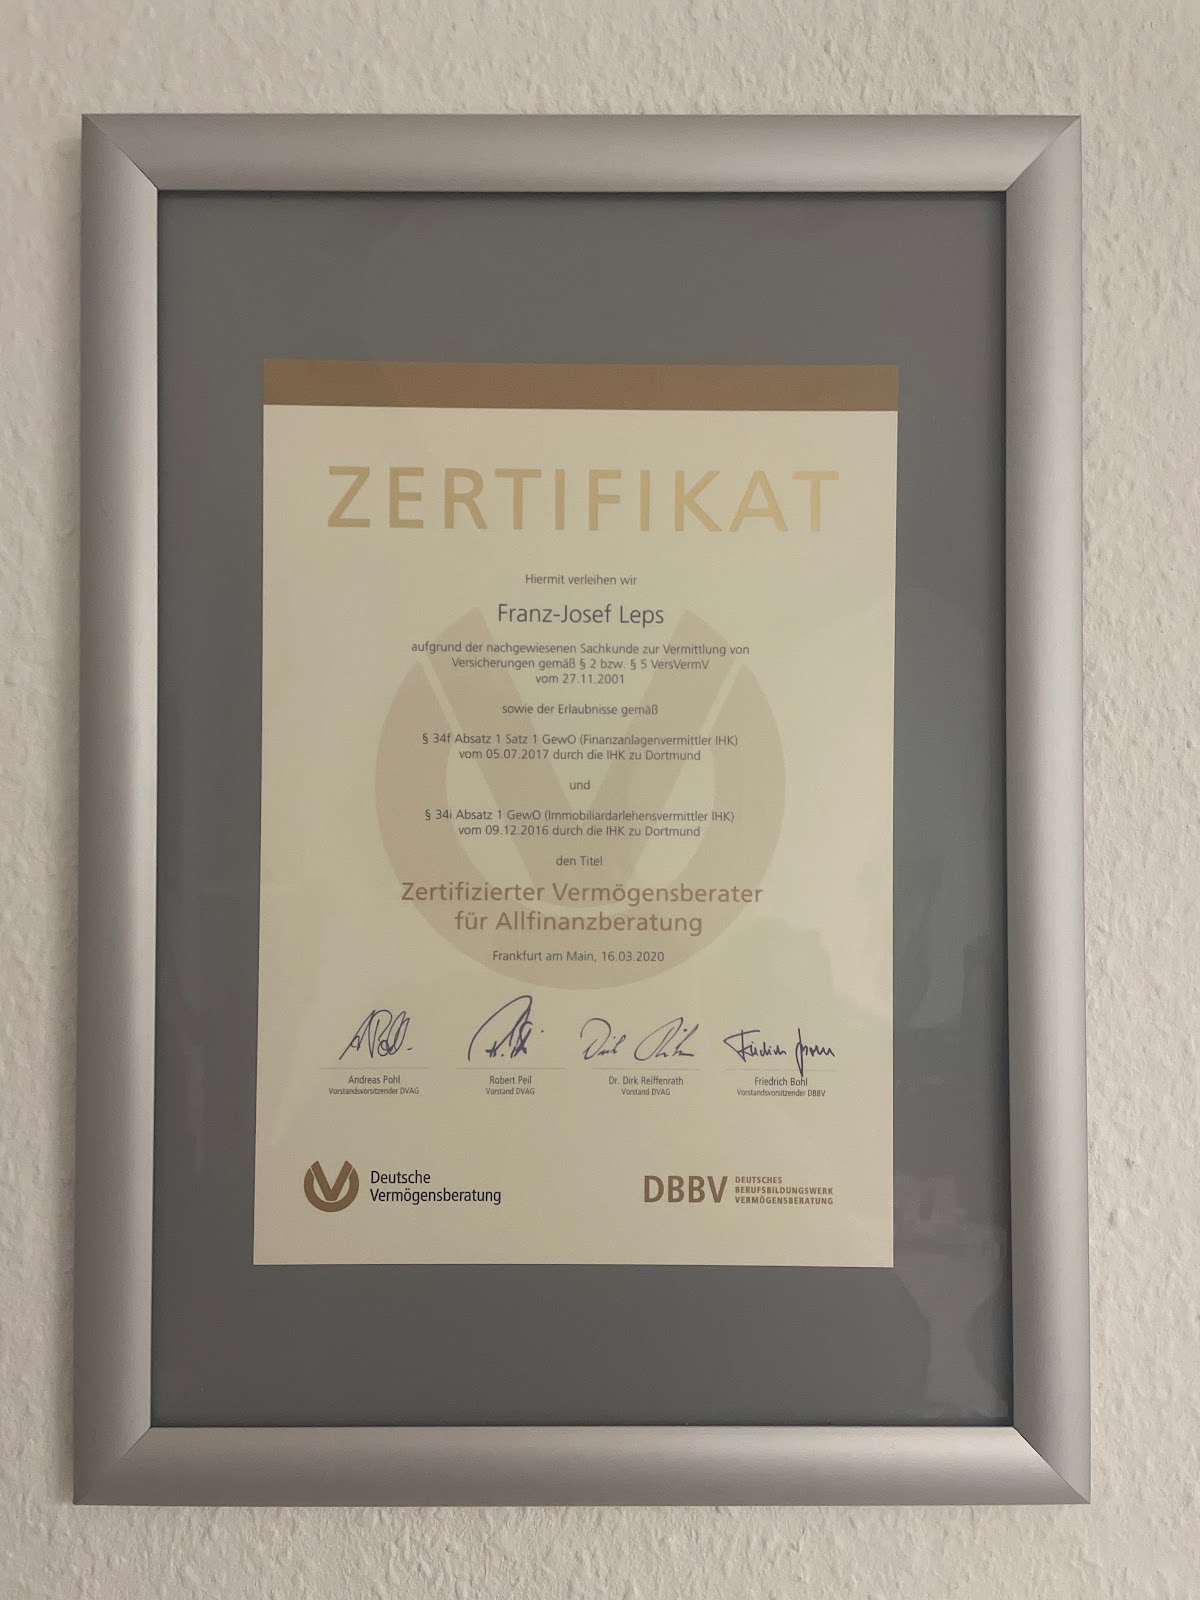 ZERTIFIKAT
Hiermit verleihen wir
Franz-Josef Leps
aufgrund der nachgewiesenen Sachkunde zur Vermittlung von
Versicherungen gemäß § 2 bzw. § 5 VersVermV
vom 27.11.2001
sowie der Erlaubnisse gemäß
§ 34f Absatz 1 Satz 1 GewO (Finanzanlagenvermittler IHK)
vom 05.07.2017 durch die IHK zu Dortmund
und
§ 34i Absatz 1 GewO (Immobiliardarlehensvermittler IHK)
vom 09.12.2016 durch die IHK zu Dortmund
den Titel
Zertifizierter Vermögensberater
für Allfinanzberatung
Frankfurt am Main, 16.03.2020
Andreas Pohl
Vorstandsvorsitzender DVAG
Robert Peil
Vorstand DVAG
Dr. Dirk Reiffenrath
Vorstand DVAG
Friedrich Bohl
Vorstandsvorsitzender DBBV
Deutsche
Vermögensberatung
DBBV
DEUTSCHES
BERUFSBILDUNGSWERK
VERMÖGENSBERATUNG